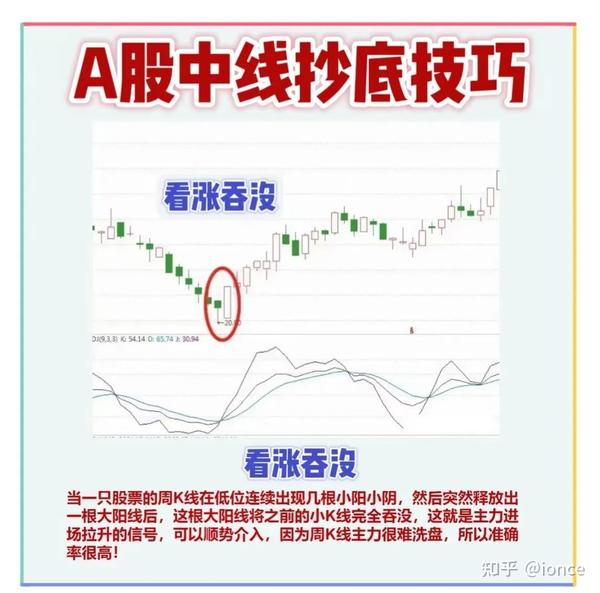 A股中线抄底技巧
看涨吞没
←20.80
DJ(9,3,3) K: 54.14 D: 65.74 J: 30.94
看涨吞没
当一只股票的周K线在低位连续出现几根小阳小阴，然后突然释放出
一根大阳线后，这根大阳线将之前的小K线完全吞没，这就是主力进
场拉升的信号，可以顺势介入，因为周K线主力很难洗盘，所以准确
率很高！
知乎 @ionce